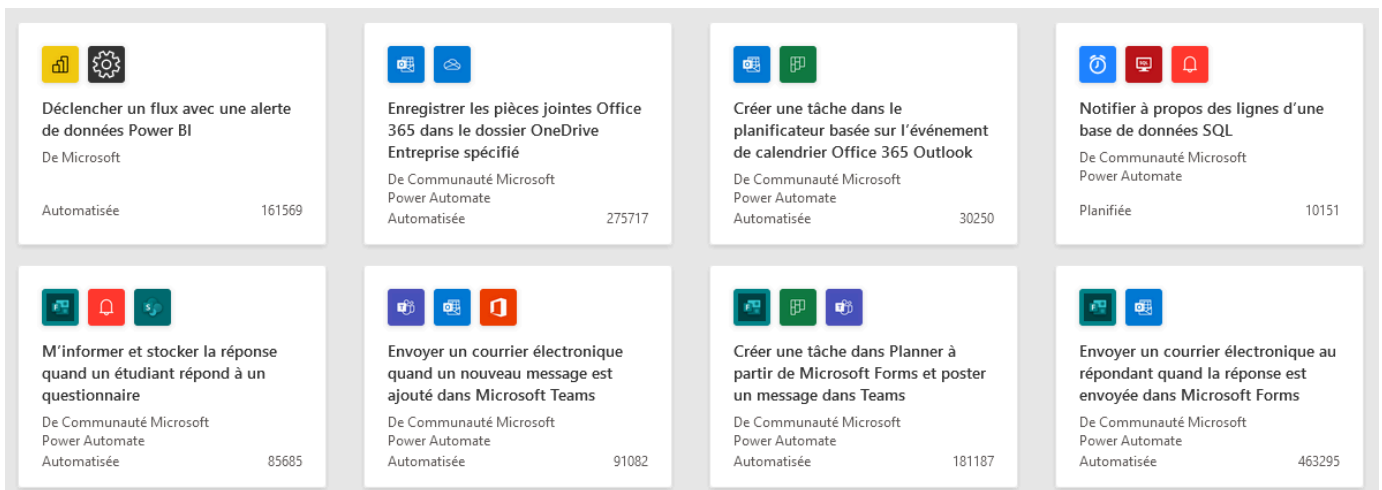 Déclencher un flux avec une alerte
de données Power BI
De Microsoft
Automatisée 161569
Enregistrer les pièces jointes Office
365 dans le dossier OneDrive
Entreprise spécifié
De Communauté Microsoft
Power Automate
Automatisée 275717
Créer une tâche dans le
planificateur basée sur l’événement
de calendrier Office 365 Outlook
De Communauté Microsoft
Power Automate
Automatisée 30250
Notifier à propos des lignes d’une
base de données SQL
De Communauté Microsoft
Power Automate
Planifiée 10151
M’informer et stocker la réponse
quand un étudiant répond à un
questionnaire
De Communauté Microsoft
Power Automate
Automatisée 85685
Envoyer un courrier électronique
quand un nouveau message est
ajouté dans Microsoft Teams
De Communauté Microsoft
Power Automate
Automatisée 91082
Créer une tâche dans Planner à
partir de Microsoft Forms et poster
un message dans Teams
De Communauté Microsoft
Power Automate
Automatisée 181187
Envoyer un courrier électronique au
répondant quand la réponse est
envoyée dans Microsoft Forms
De Communauté Microsoft
Power Automate
Automatisée 463295